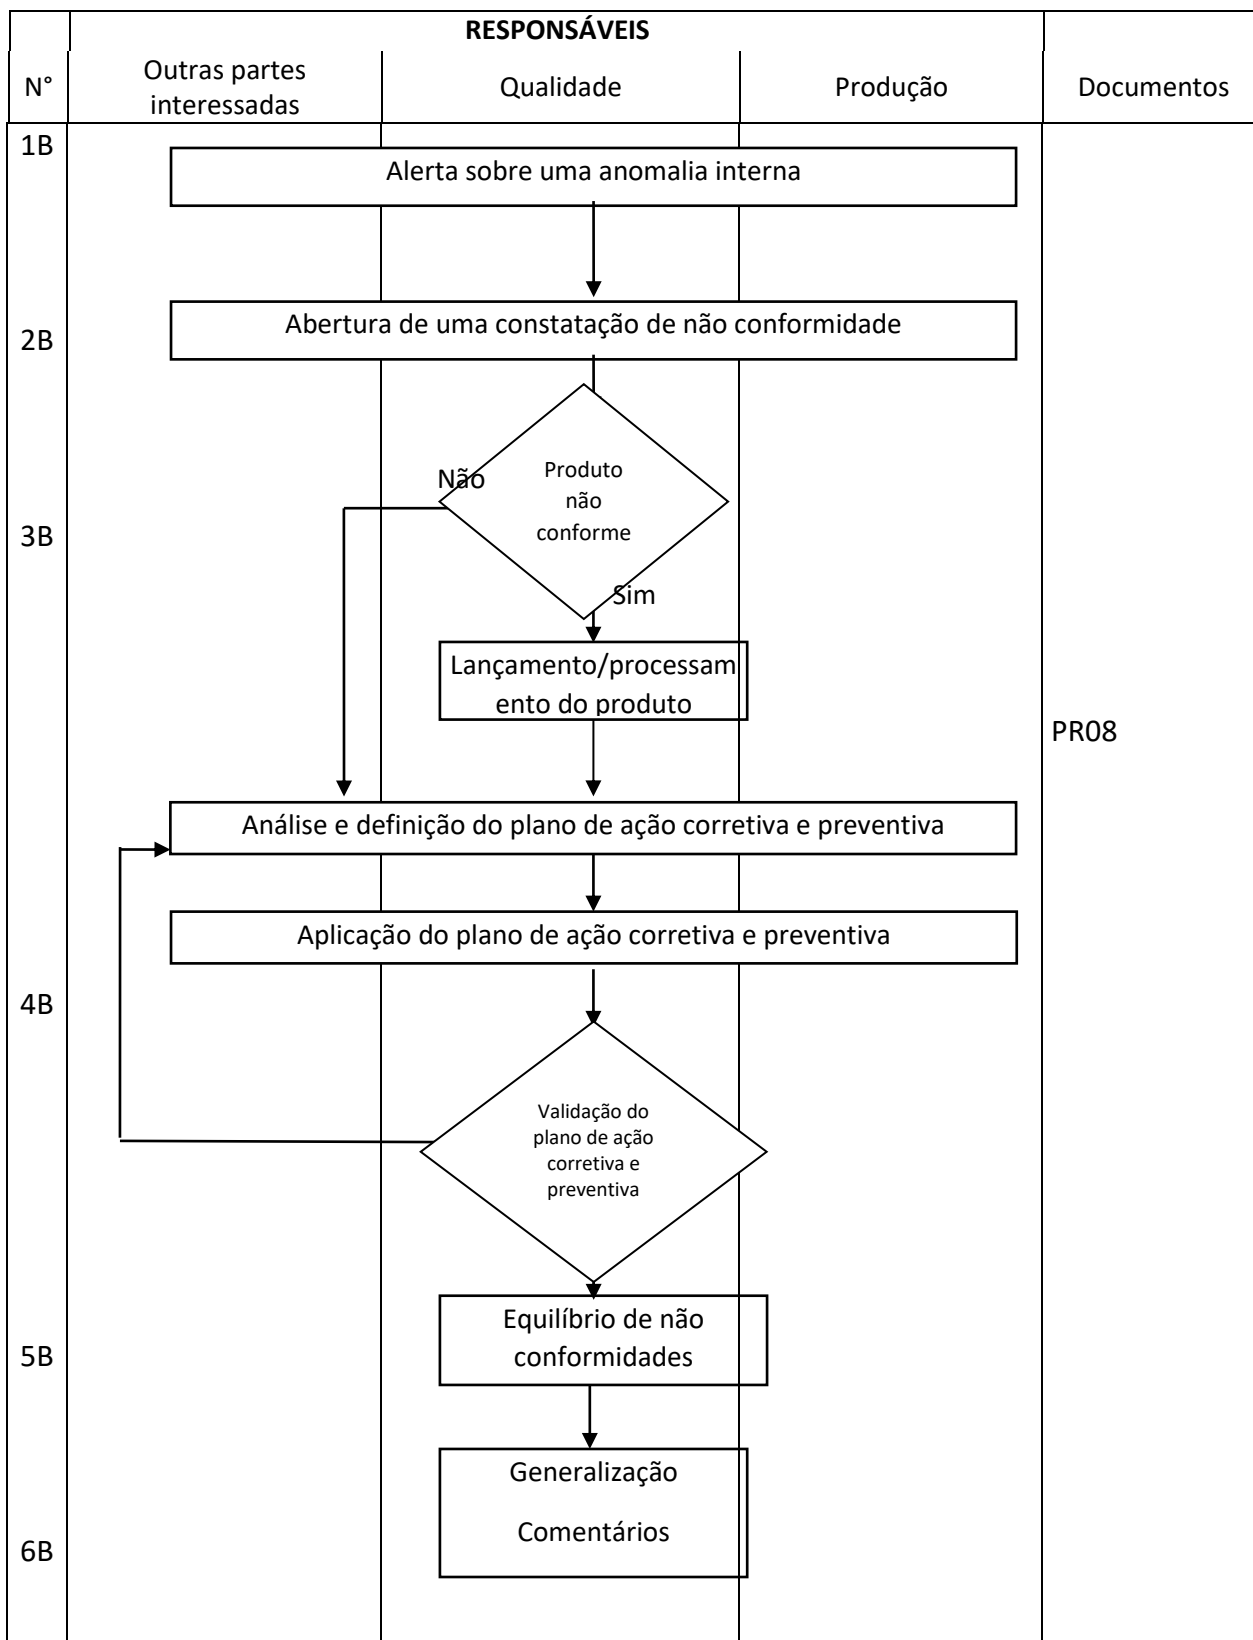 RESPONSÁVEIS
N°
Outras partes
interessadas
Qualidade
Produção
Documentos
1B
Alerta sobre uma anomalia interna
Abertura de uma constatação de não conformidade
2B
Não
Produto
não
conforme
3B
Sim
Lançamento/processam
ento do produto
PR08
Análise e definição do plano de ação corretiva e preventiva
Aplicação do plano de ação corretiva e preventiva
4B
Validação do
plano de ação
corretiva e
preventiva
Equilíbrio de não
conformidades
5B
Generalização
Comentários
6B